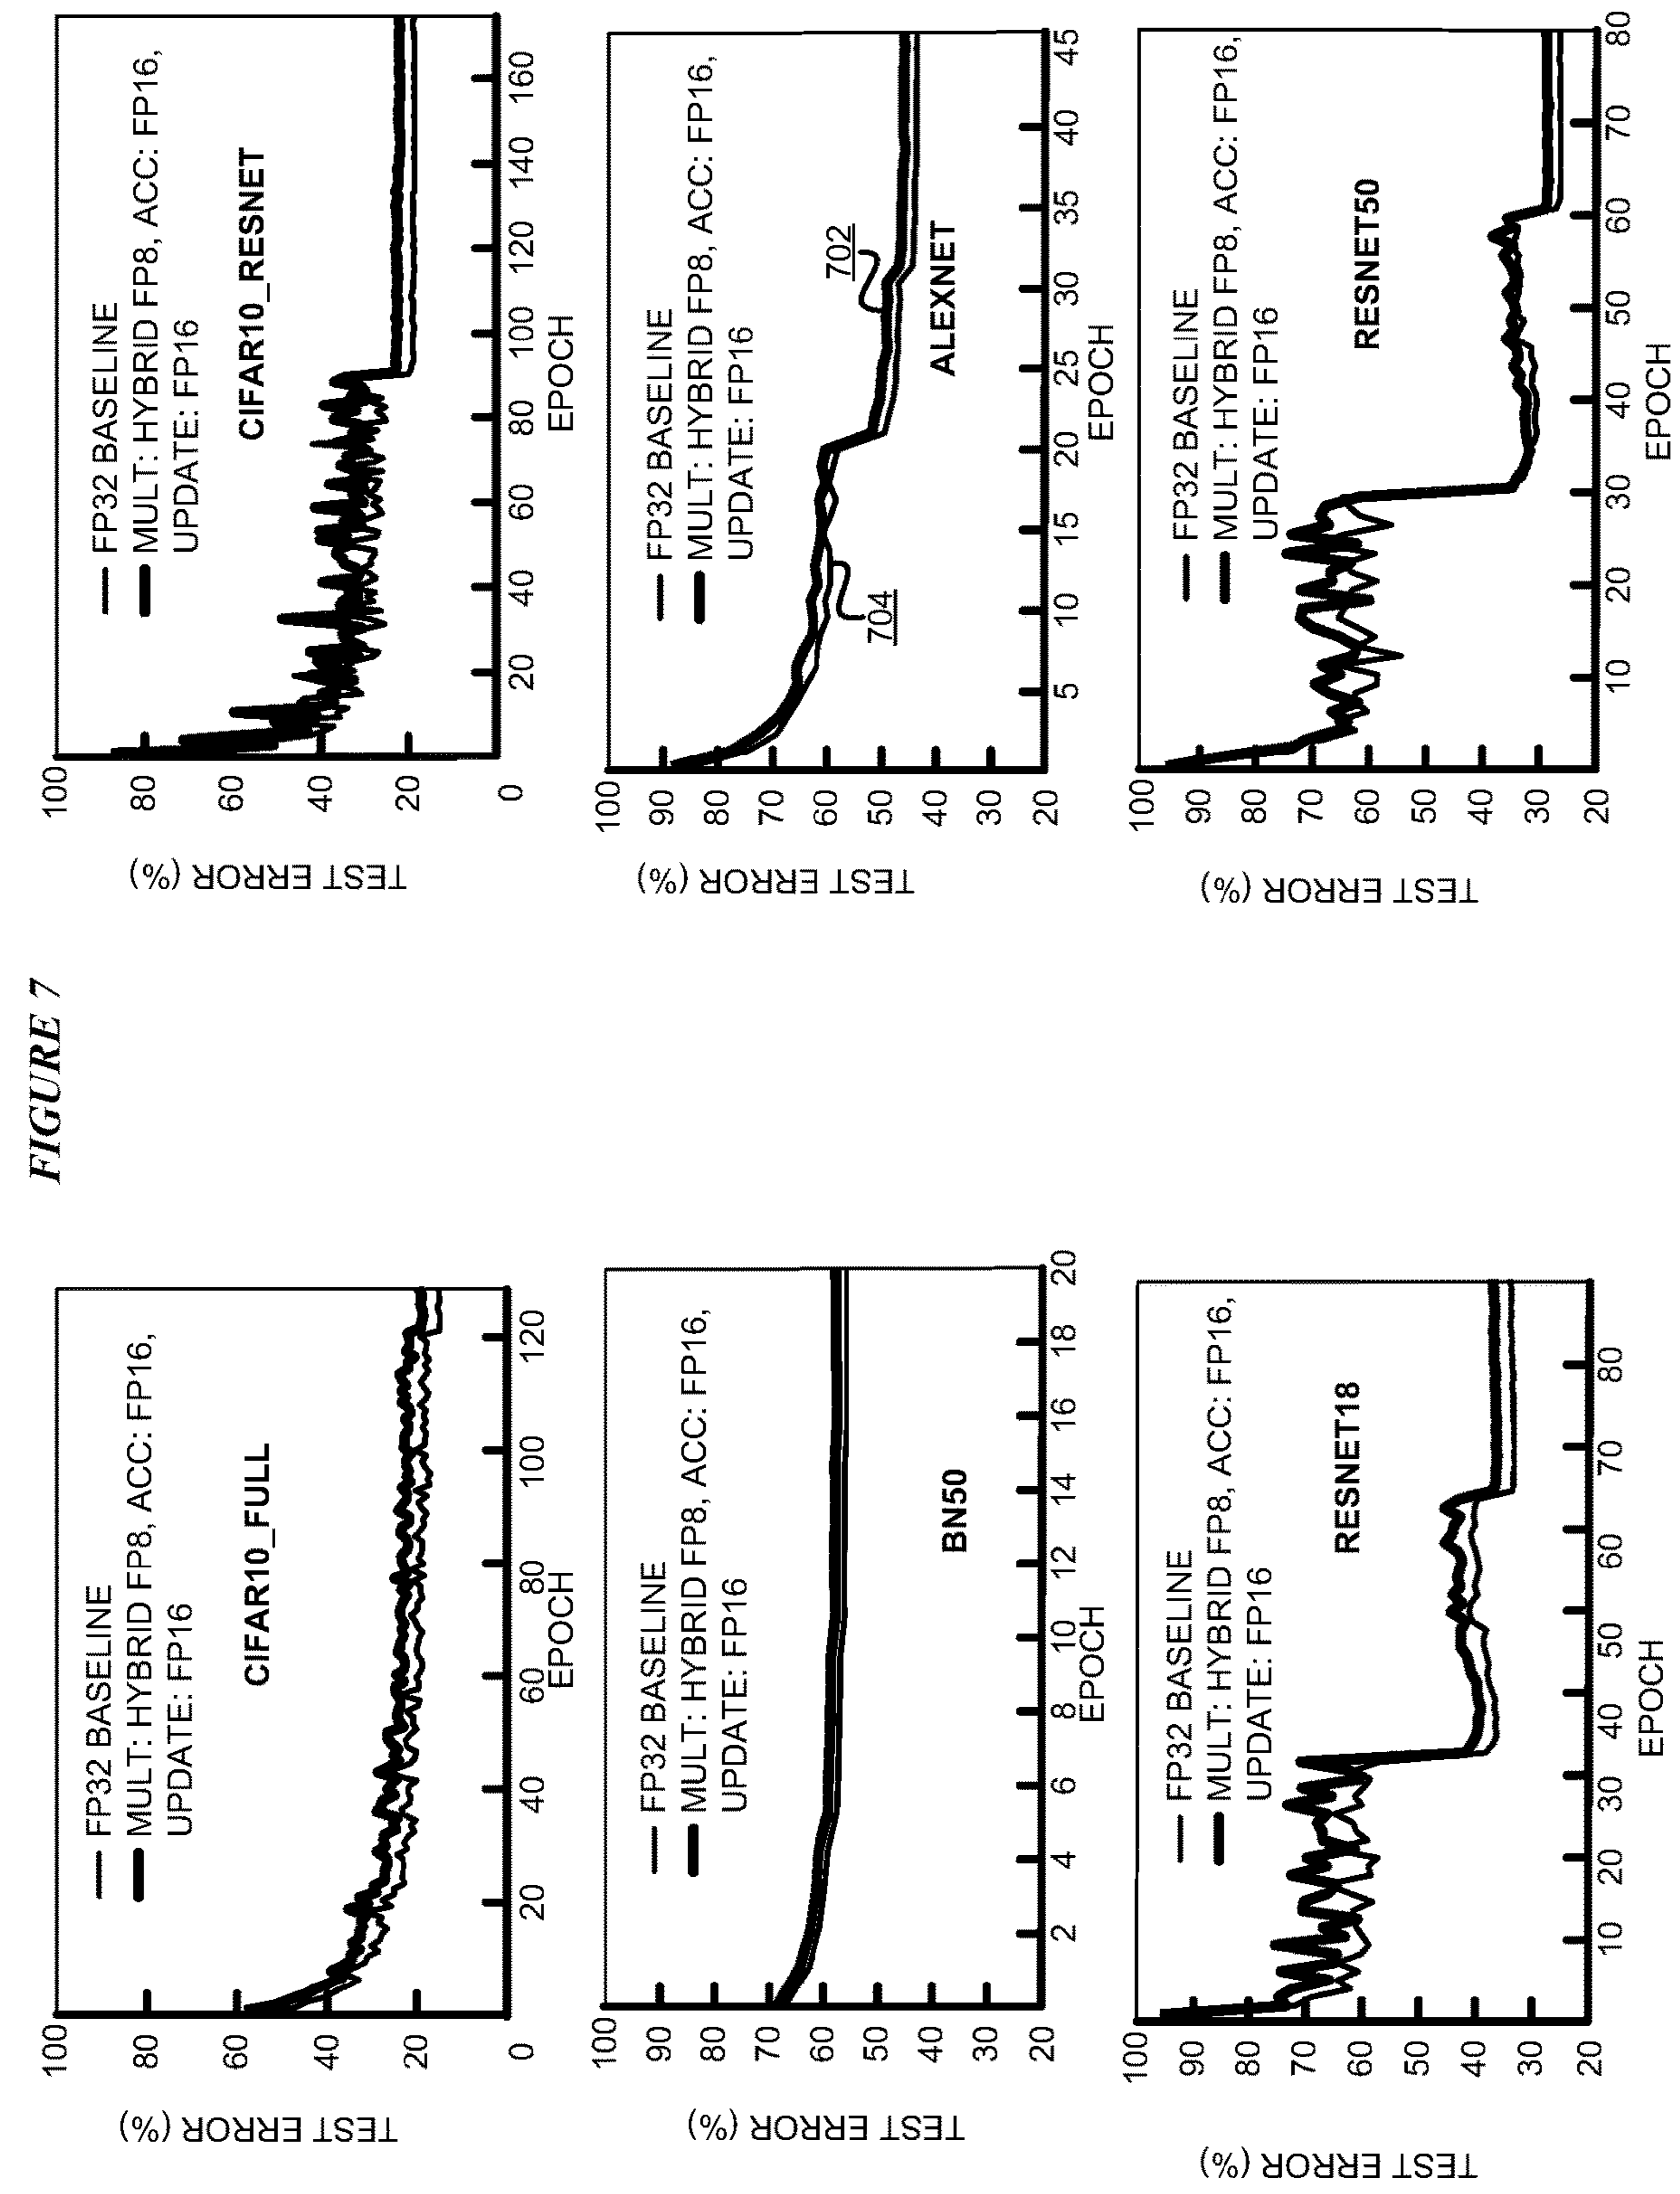 FIGURE 7
100
80
60
40
20
0
TEST ERROR (%)
FP32 BASELINE
MULT: HYBRID FP8, ACC: FP16,
UPDATE: FP16
CIFAR10_FULL
20 40 60 80 100 120
EPOCH
100
80
60
40
20
0
TEST ERROR (%)
FP32 BASELINE
MULT: HYBRID FP8, ACC: FP16,
UPDATE: FP16
CIFAR10_RESNET
20 40 60 80 100 120 140 160
EPOCH
100
90
80
70
60
50
40
30
20
TEST ERROR (%)
FP32 BASELINE
MULT: HYBRID FP8, ACC: FP16,
UPDATE: FP16
BN50
2 4 6 8 10 12 14 16 18 20
EPOCH
100
90
80
70
60
50
40
30
20
TEST ERROR (%)
FP32 BASELINE
MULT: HYBRID FP8, ACC: FP16,
UPDATE: FP16
702
704
ALEXNET
5 10 15 20 25 30 35 40 45
EPOCH
100
90
80
70
60
50
40
30
20
TEST ERROR (%)
FP32 BASELINE
MULT: HYBRID FP8, ACC: FP16,
UPDATE: FP16
RESNET18
10 20 30 40 50 60 70 80
EPOCH
100
90
80
70
60
50
40
30
20
TEST ERROR (%)
FP32 BASELINE
MULT: HYBRID FP8, ACC: FP16,
UPDATE: FP16
RESNET50
10 20 30 40 50 60 70 80
EPOCH